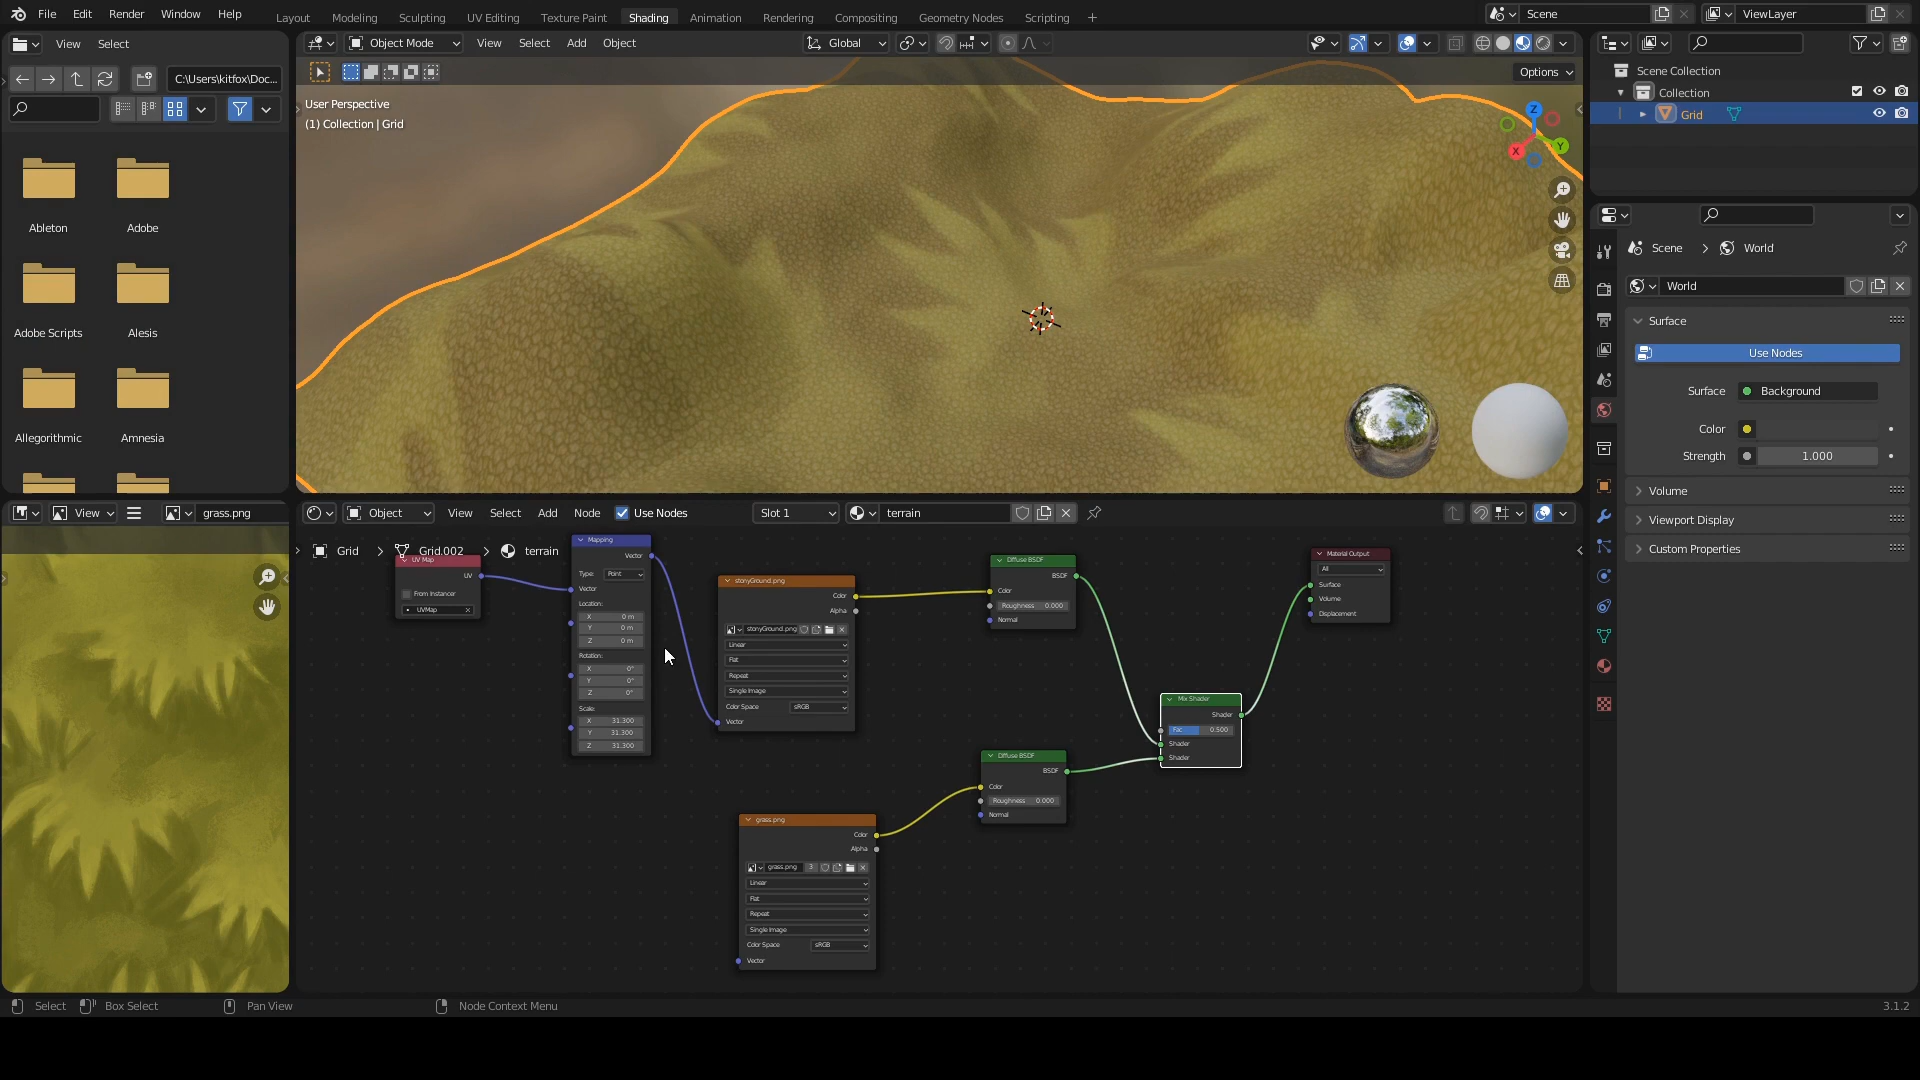 File Edit Render Window Help
Layout Modeling Sculpting UV Editing Texture Paint Shading Animation Rendering Compositing Geometry Nodes Scripting +
Scene
ViewLayer
View Select
C:\Users\kitfox\Doc...
Ableton
Adobe
Adobe Scripts
Alesis
Allegorithmic
Amnesia
Object Mode View Select Add Object
Global
Options
User Perspective
(1) Collection | Grid
Z
Y
X
Scene Collection
Collection
Grid
Scene > World
World
Surface
Use Nodes
Surface
Background
Color
Strength
1.000
Volume
Viewport Display
Custom Properties
View
grass.png
Object View Select Add Node Use Nodes
Slot 1
terrain
Grid > Grid.002 > terrain
UV Map
UV
From Instancer
UVMap
Mapping
Vector
Type: Point
Vector
Location:
X 0 m
Y 0 m
Z 0 m
Rotation:
X 0°
Y 0°
Z 0°
Scale:
X 31.300
Y 31.300
Z 31.300
stonyGround.png
Color
Alpha
stonyGround.png
Linear
Flat
Repeat
Single Image
Color Space sRGB
Vector
grass.png
Color
Alpha
grass.png 3
Linear
Flat
Repeat
Single Image
Color Space sRGB
Vector
Diffuse BSDF
BSDF
Color
Roughness 0.000
Normal
Diffuse BSDF
BSDF
Color
Roughness 0.000
Normal
Mix Shader
Shader
Fac 0.500
Shader
Shader
Material Output
All
Surface
Volume
Displacement
Select Box Select Pan View Node Context Menu
3.1.2